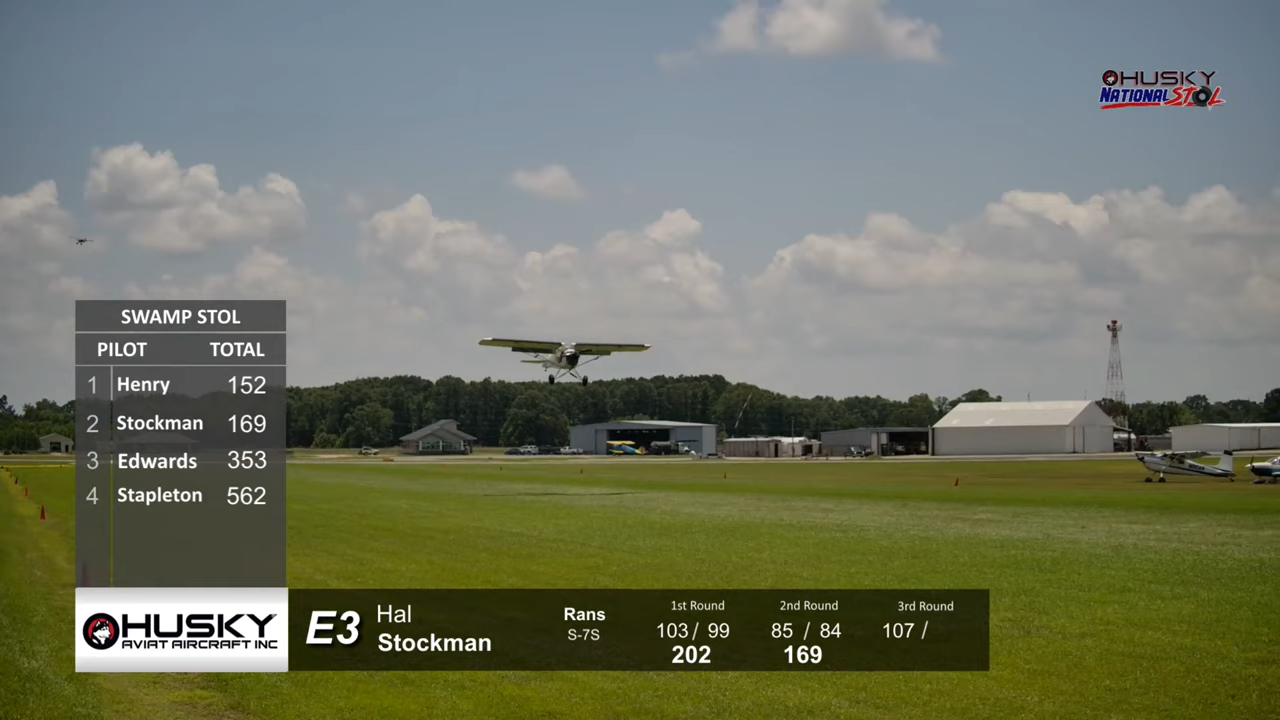 HUSKY
NATIONAL STOL
SWAMP STOL
PILOT TOTAL
1 Henry 152
2 Stockman 169
3 Edwards 353
4 Stapleton 562
HUSKY
AVIAT AIRCRAFT INC
E3
Hal
Stockman
Rans
S-7S
1st Round
103 / 99
202
2nd Round
85 / 84
169
3rd Round
107 /